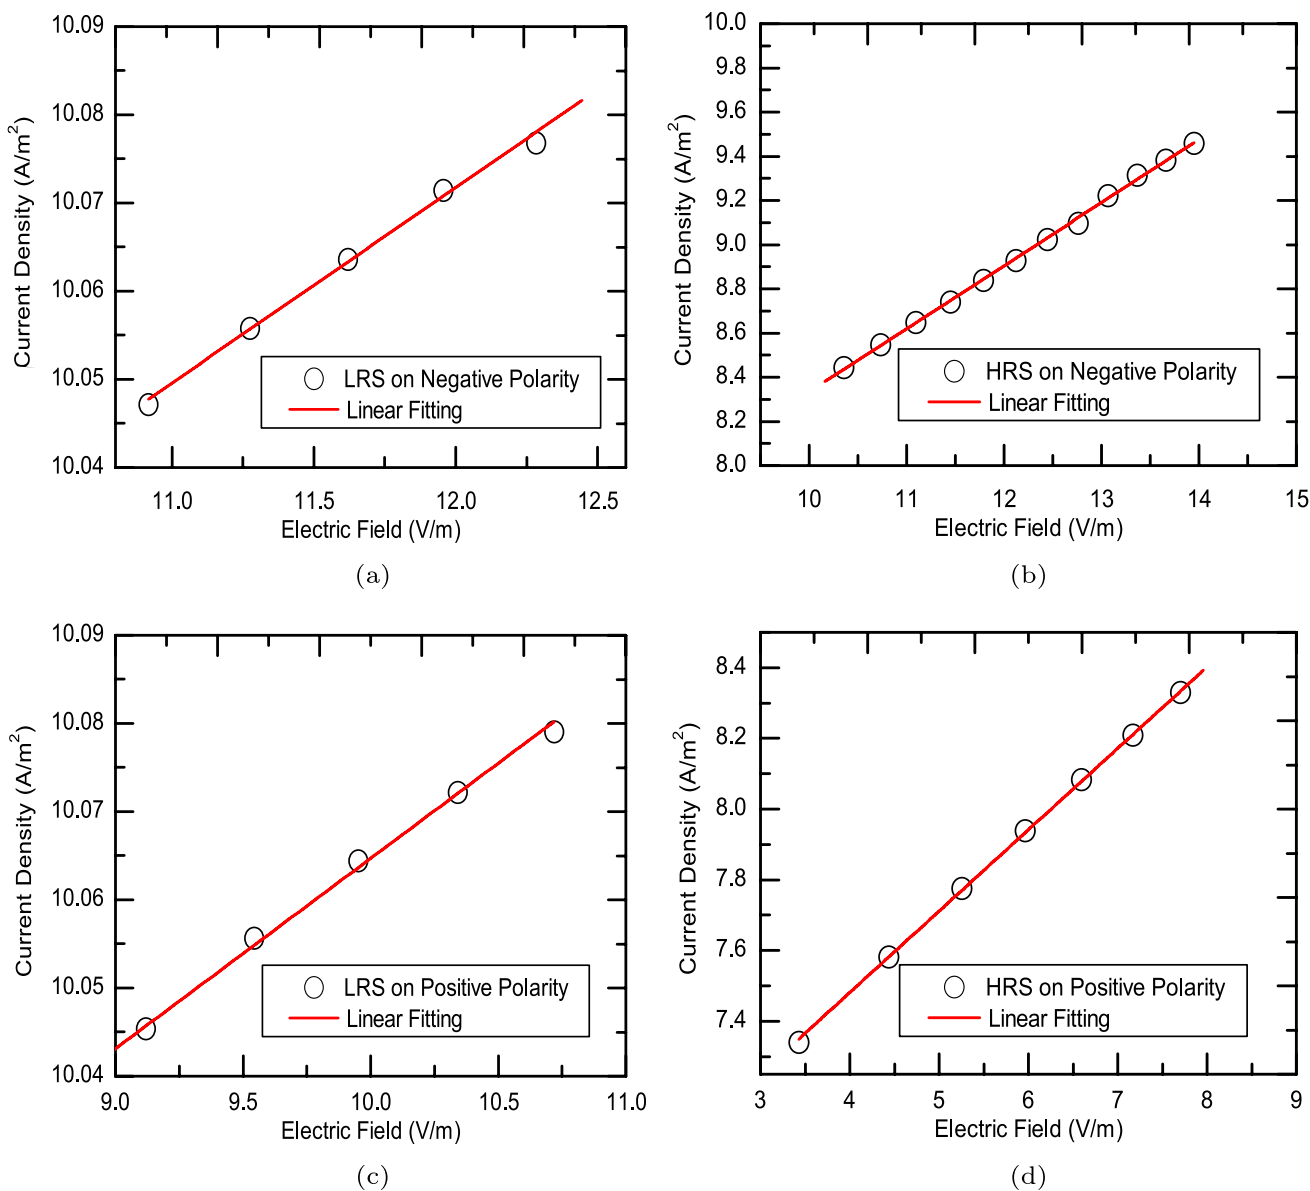 10.09
10.08
10.07
10.06
10.05
10.04
Current Density (A/m²)
LRS on Negative Polarity
Linear Fitting
11.0 11.5 12.0 12.5
Electric Field (V/m)
(a)
10.0
9.8
9.6
9.4
9.2
9.0
8.8
8.6
8.4
8.2
8.0
Current Density (A/m²)
HRS on Negative Polarity
Linear Fitting
10 11 12 13 14 15
Electric Field (V/m)
(b)
10.09
10.08
10.07
10.06
10.05
10.04
Current Density (A/m²)
LRS on Positive Polarity
Linear Fitting
9.0 9.5 10.0 10.5 11.0
Electric Field (V/m)
(c)
8.4
8.2
8.0
7.8
7.6
7.4
Current Density (A/m²)
HRS on Positive Polarity
Linear Fitting
3 4 5 6 7 8 9
Electric Field (V/m)
(d)